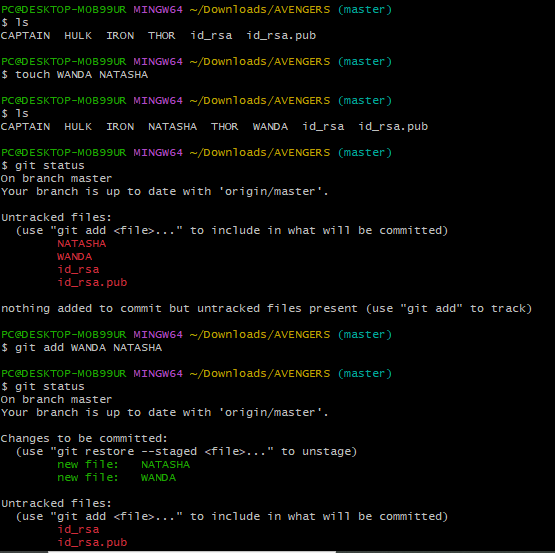 PC@DESKTOP-MOB99UR MINGW64 ~/Downloads/AVENGERS (master)
$ ls
CAPTAIN  HULK  IRON  THOR  id_rsa  id_rsa.pub
PC@DESKTOP-MOB99UR MINGW64 ~/Downloads/AVENGERS (master)
$ touch WANDA NATASHA
PC@DESKTOP-MOB99UR MINGW64 ~/Downloads/AVENGERS (master)
$ ls
CAPTAIN  HULK  IRON  NATASHA  THOR  WANDA  id_rsa  id_rsa.pub
PC@DESKTOP-MOB99UR MINGW64 ~/Downloads/AVENGERS (master)
$ git status
On branch master
Your branch is up to date with 'origin/master'.
Untracked files:
  (use "git add <file>..." to include in what will be committed)
        NATASHA
        WANDA
        id_rsa
        id_rsa.pub
nothing added to commit but untracked files present (use "git add" to track)
PC@DESKTOP-MOB99UR MINGW64 ~/Downloads/AVENGERS (master)
$ git add WANDA NATASHA
PC@DESKTOP-MOB99UR MINGW64 ~/Downloads/AVENGERS (master)
$ git status
On branch master
Your branch is up to date with 'origin/master'.
Changes to be committed:
  (use "git restore --staged <file>..." to unstage)
        new file:   NATASHA
        new file:   WANDA
Untracked files:
  (use "git add <file>..." to include in what will be committed)
        id_rsa
        id_rsa.pub